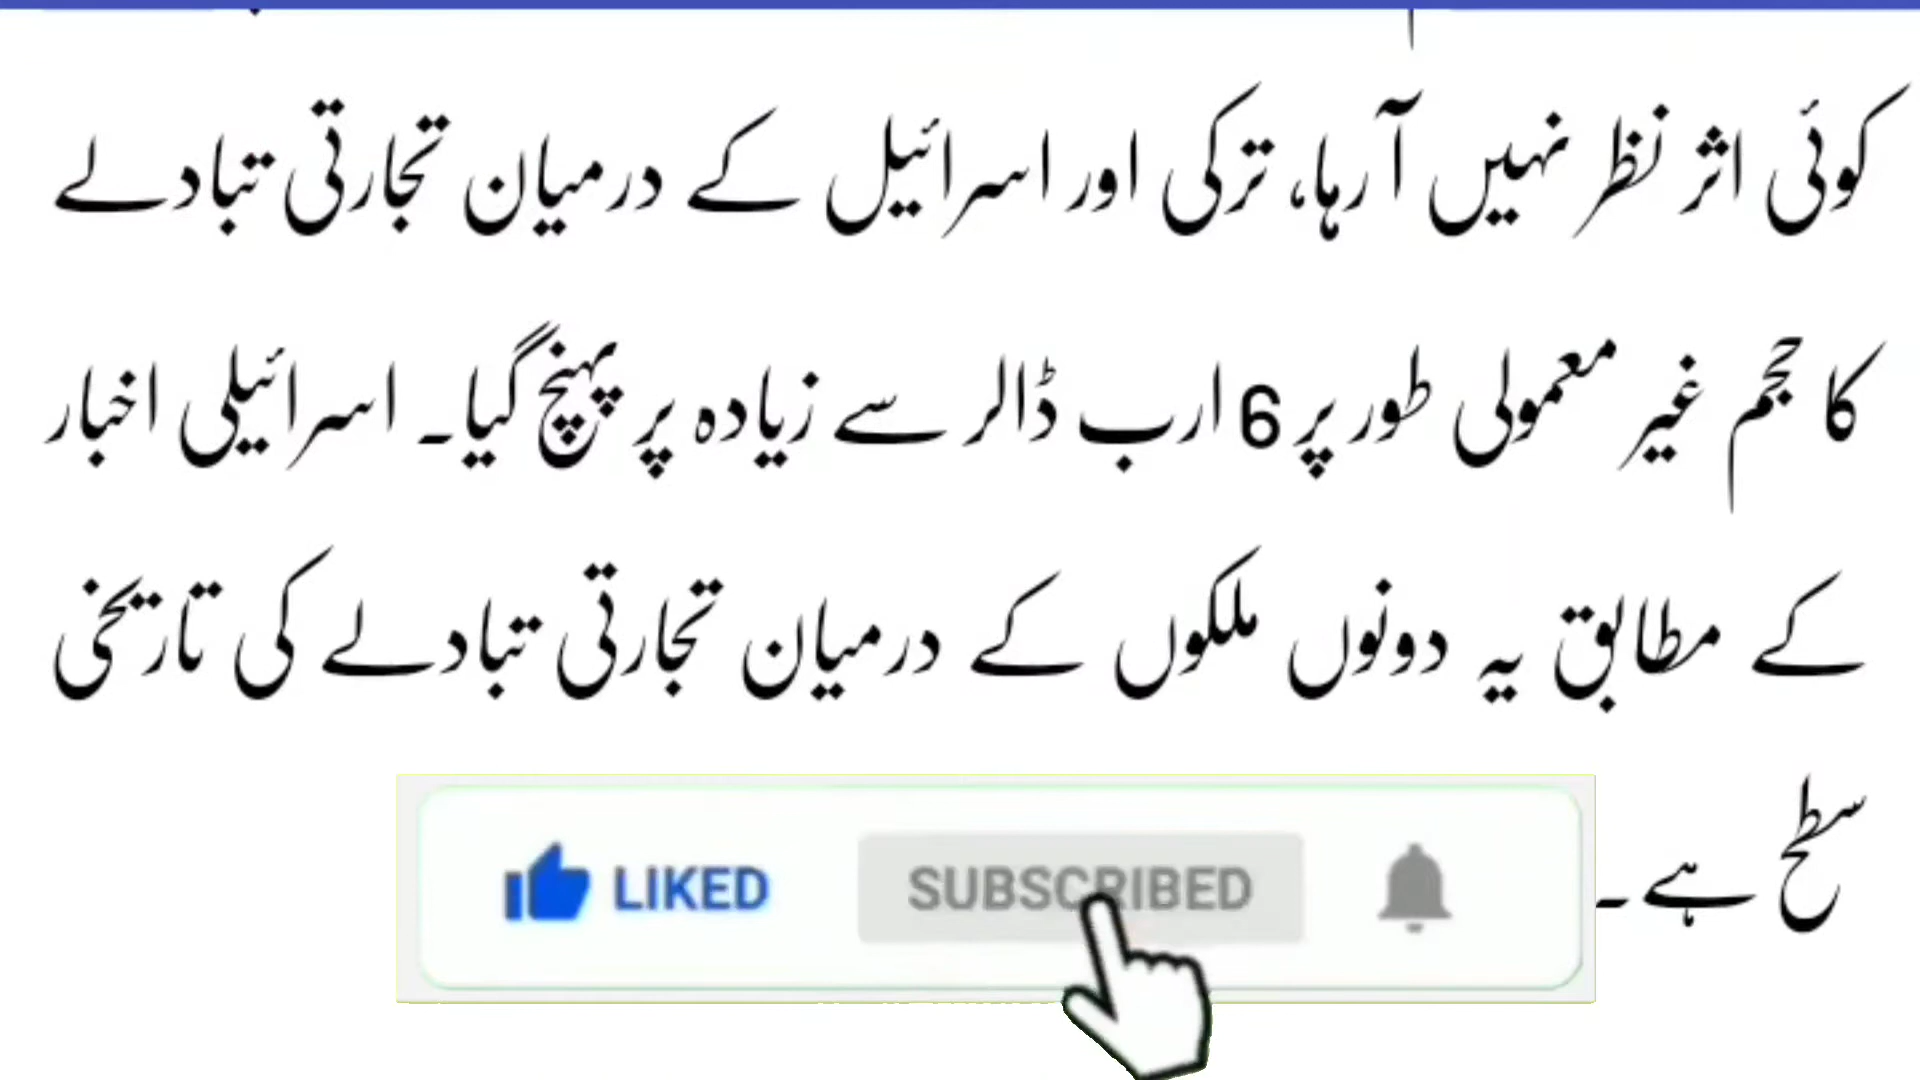 کوئی اثر نظر نہیں آ رہا، ترکی اور اسرائیل کے درمیان تجارتی تبادلے
کا حجم غیر معمولی طور پر 6 ارب ڈالر سے زیادہ پر پہنچ گیا۔ اسرائیلی اخبار
کے مطابق یہ دونوں ملکوں کے درمیان تجارتی تبادلے کی تاریخی
سطح ہے۔
LIKED SUBSCRIBED